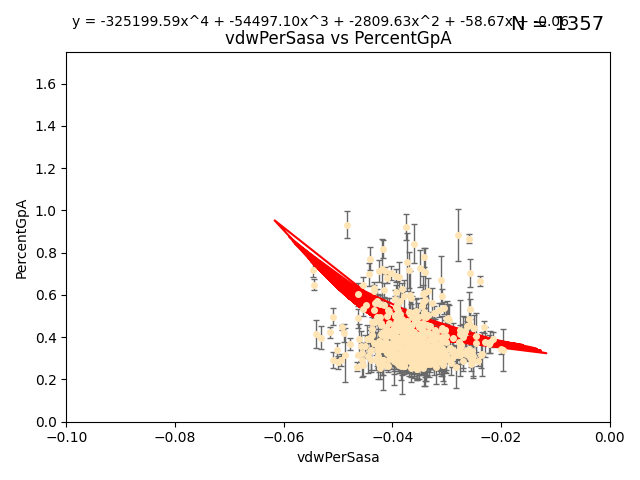 y = -325199.59x^4 + -54497.10x^3 + -2809.63x^2 + -58.67x + -0.06
N = 1357
vdwPerSasa vs PercentGpA
PercentGpA
1.6
1.4
1.2
1.0
0.8
0.6
0.4
0.2
0.0
−0.10 −0.08 −0.06 −0.04 −0.02 0.00
vdwPerSasa